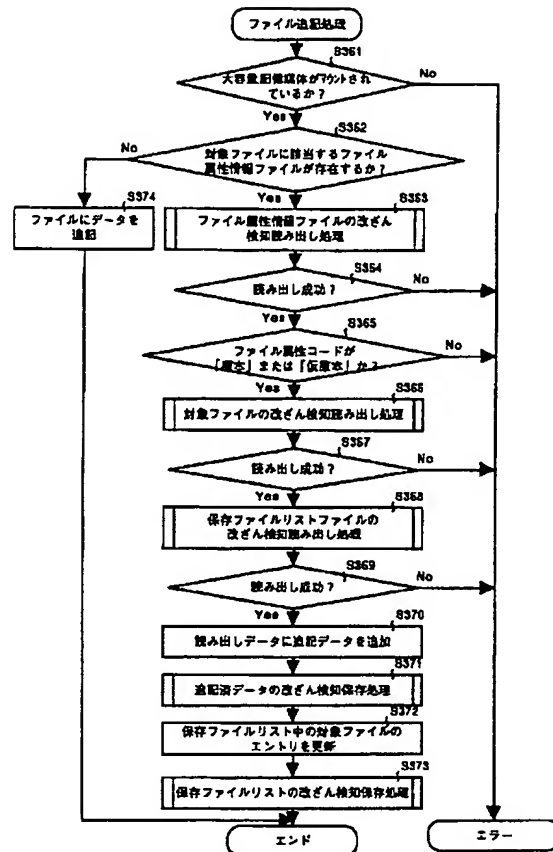 ファイル追記処理
S361
大容量記憶媒体がマウントされ
ているか?
No
Yes
S362
No
対象ファイルに該当するファイル
属性情報ファイルが存在するか?
Yes
S374
ファイルにデータを
追記
S363
ファイル属性情報ファイルの改ざん
検知読み出し処理
S364
読み出し成功?
No
Yes
S365
ファイル属性コードが
「原本」または「仮原本」か?
No
Yes
S366
対象ファイルの改ざん検知読み出し処理
S367
読み出し成功?
No
Yes
S368
保存ファイルリストファイルの
改ざん検知読み出し処理
S369
読み出し成功?
No
Yes
S370
読み出しデータに追記データを追加
S371
追記済データの改ざん検知保存処理
S372
保存ファイルリスト中の対象ファイルの
エントリを更新
S373
保存ファイルリストの改ざん検知保存処理
エンド
エラー